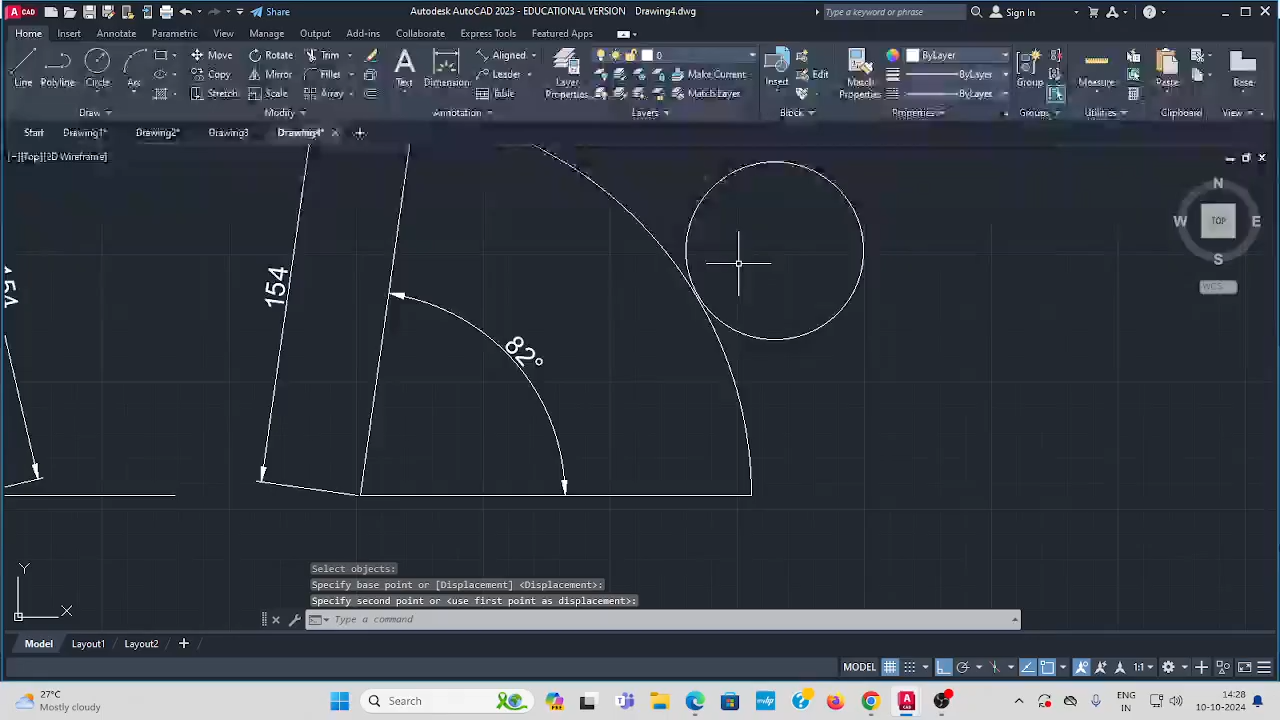 CAD Share Autodesk AutoCAD 2023 - EDUCATIONAL VERSION Drawing4.dwg Type a keyword or phrase Sign In
Home Insert Annotate Parametric View Manage Output Add-ins Collaborate Express Tools Featured Apps
Line Polyline Circle Arc Move Rotate Trim Copy Mirror Fillet Stretch Scale Array Text Dimension Aligned Leader Table
Layer Properties 0 Make Current Match Layer Insert Edit Match Properties ByLayer ByLayer ByLayer Group Measure Paste Base
Draw Modify Annotation Layers Block Properties Groups Utilities Clipboard View
Start Drawing1* Drawing2* Drawing3 Drawing4*
[−][Top][2D Wireframe]
N
W TOP E
S
WCS
154
154
82°
Y
X
Select objects:
Specify base point or [Displacement] <Displacement>:
Specify second point or <use first point as displacement>:
Type a command
Model Layout1 Layout2
MODEL 1:1
27°C
Mostly cloudy
Search
ENG
IN
14:28
10-10-2024